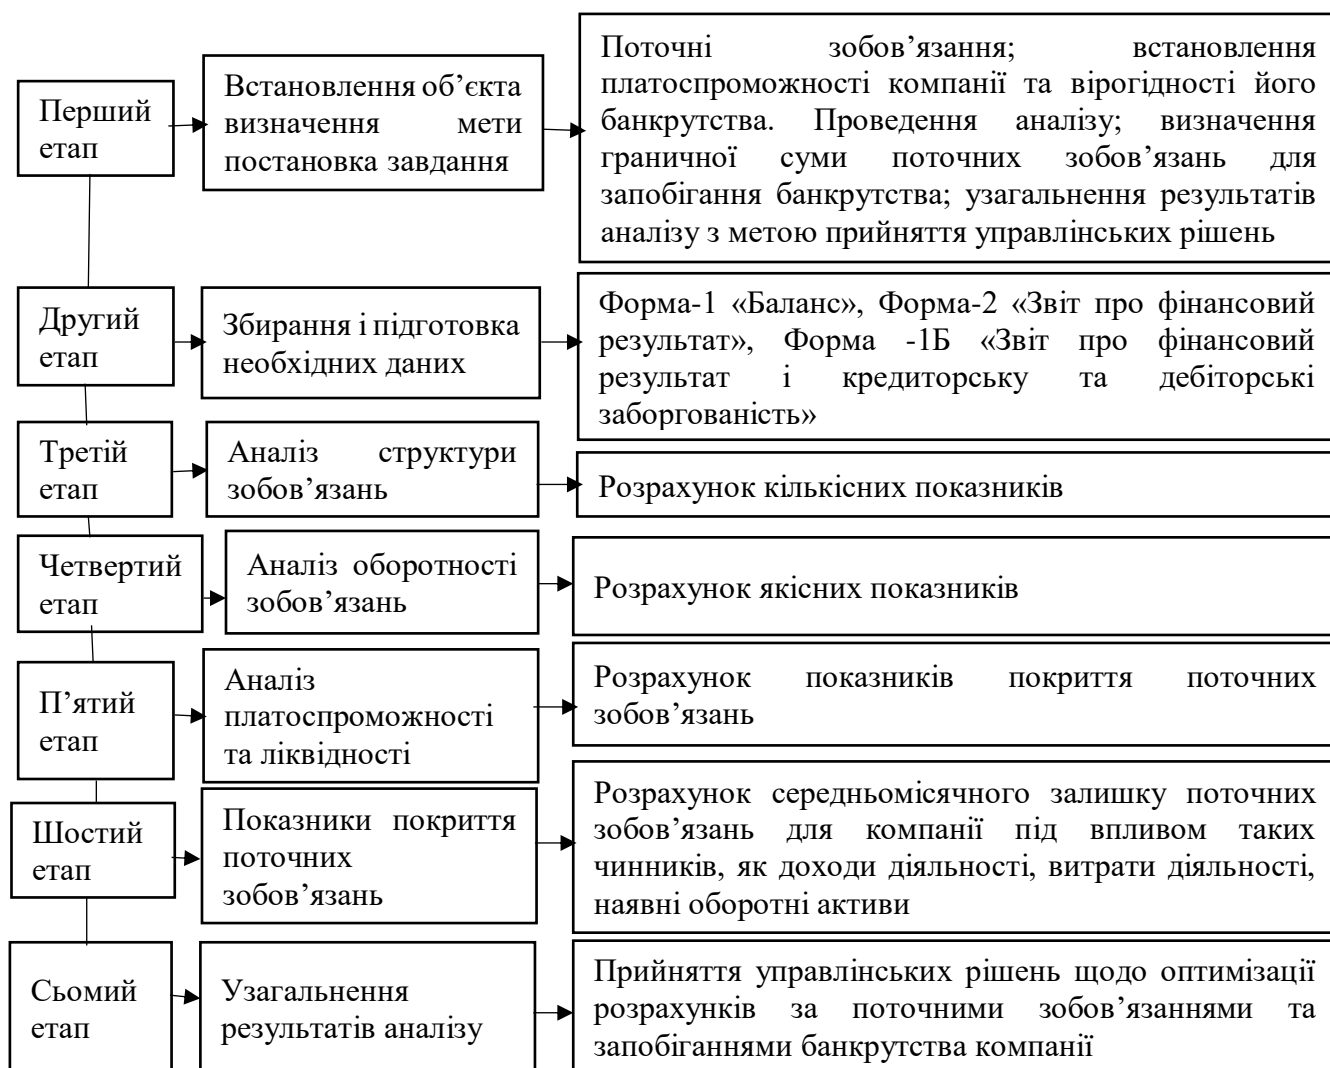 Перший
етап
Встановлення об’єкта
визначення мети
постановка завдання
Поточні зобов’язання; встановлення
платоспроможності компанії та вірогідності його
банкрутства. Проведення аналізу; визначення
граничної суми поточних зобов’язань для
запобігання банкрутства; узагальнення результатів
аналізу з метою прийняття управлінських рішень
Другий
етап
Збирання і підготовка
необхідних даних
Форма-1 «Баланс», Форма-2 «Звіт про фінансовий
результат», Форма -1Б «Звіт про фінансовий
результат і кредиторську та дебіторські
заборгованість»
Третій
етап
Аналіз структури
зобов’язань
Розрахунок кількісних показників
Четвертий
етап
Аналіз оборотності
зобов’язань
Розрахунок якісних показників
П’ятий
етап
Аналіз
платоспроможності
та ліквідності
Розрахунок показників покриття поточних
зобов’язань
Шостий
етап
Показники покриття
поточних
зобов’язань
Розрахунок середньомісячного залишку поточних
зобов’язань для компанії під впливом таких
чинників, як доходи діяльності, витрати діяльності,
наявні оборотні активи
Сьомий
етап
Узагальнення
результатів аналізу
Прийняття управлінських рішень щодо оптимізації
розрахунків за поточними зобов’язаннями та
запобіганнями банкрутства компанії